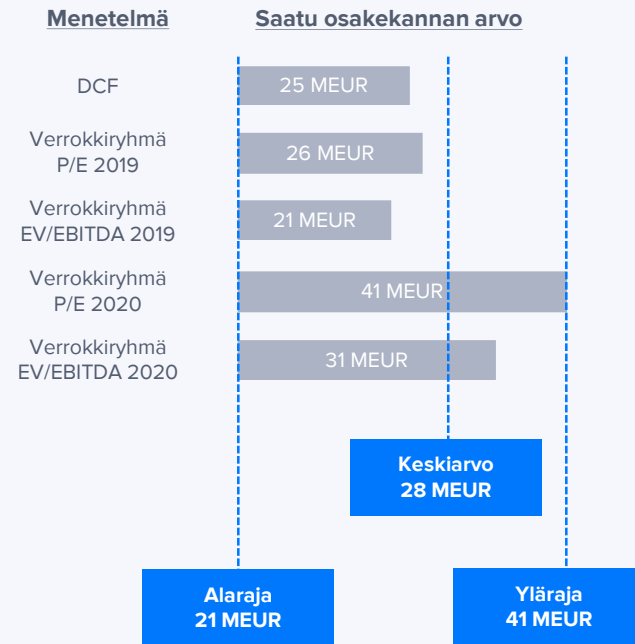 Menetelmä Saatu osakekannan arvo
DCF 25 MEUR
Verrokkiryhmä
P/E 2019
26 MEUR
Verrokkiryhmä
EV/EBITDA 2019
21 MEUR
Verrokkiryhmä
P/E 2020
41 MEUR
Verrokkiryhmä
EV/EBITDA 2020
31 MEUR
Keskiarvo
28 MEUR
Alaraja
21 MEUR
Yläraja
41 MEUR